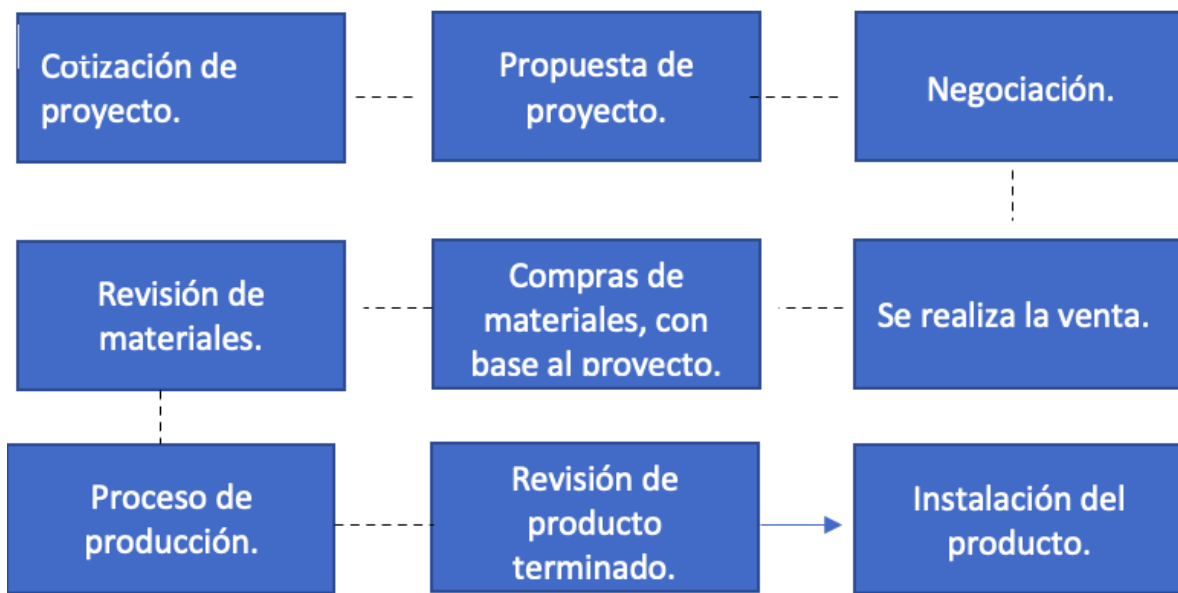 Cotización de
proyecto.
Propuesta de
proyecto.
Negociación.
Revisión de
materiales.
Compras de
materiales, con
base al proyecto.
Se realiza la venta.
Proceso de
producción.
Revisión de
producto
terminado.
Instalación del
producto.